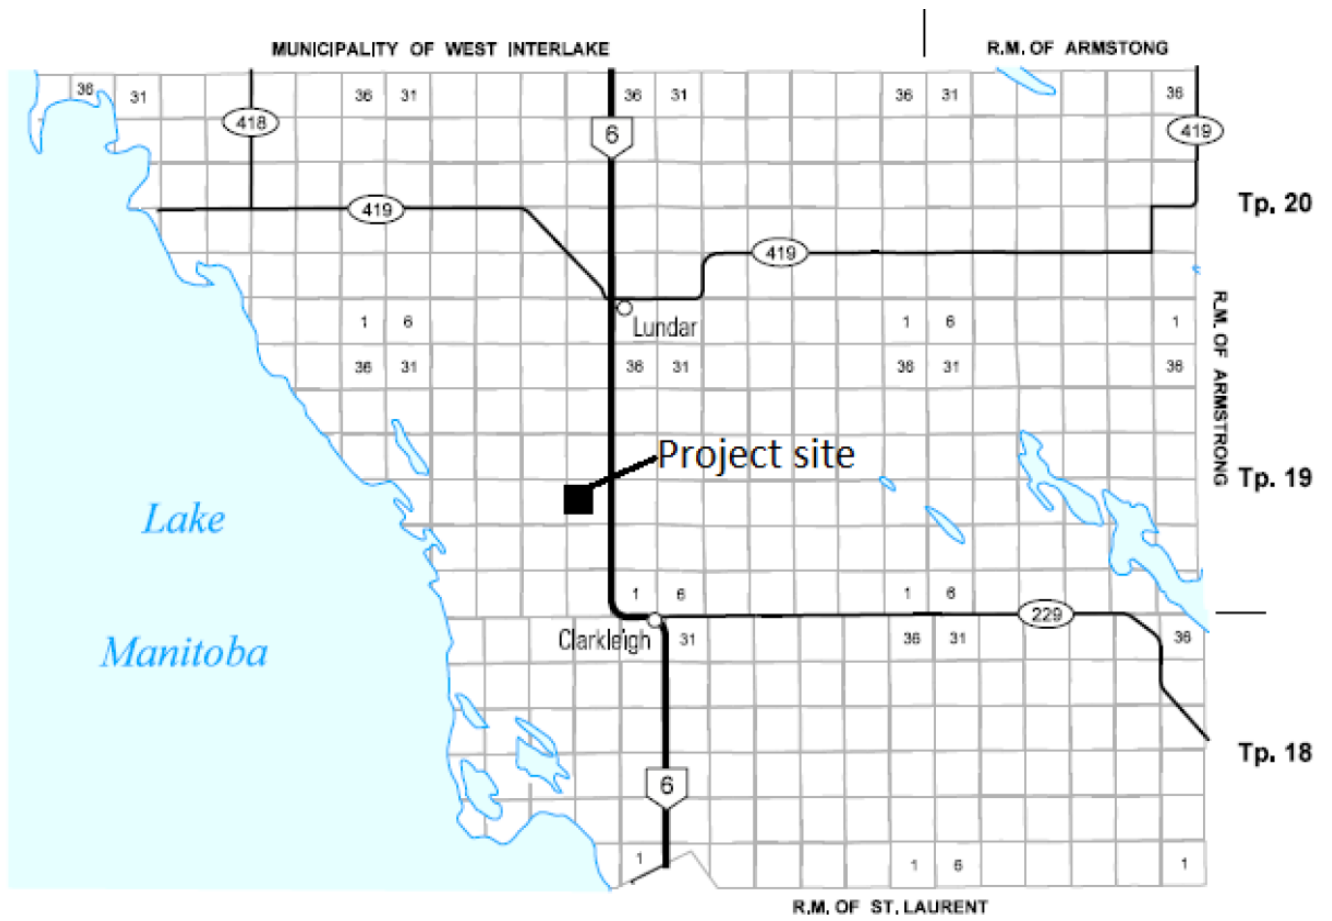 MUNICIPALITY OF WEST INTERLAKE
R.M. OF ARMSTONG
36 31 36 31 36 31 36 31 36
418
6
419
Tp. 20
419
419
R.M. OF ARMSTRONG
1 6 1 6 1
Lundar
36 31 36 31 36 31 36
Project site
Tp. 19
Lake
Manitoba
1 6 1 6
229
Clarkleigh
31 36 31 36
Tp. 18
6
1 1 6 1
R.M. OF ST. LAURENT